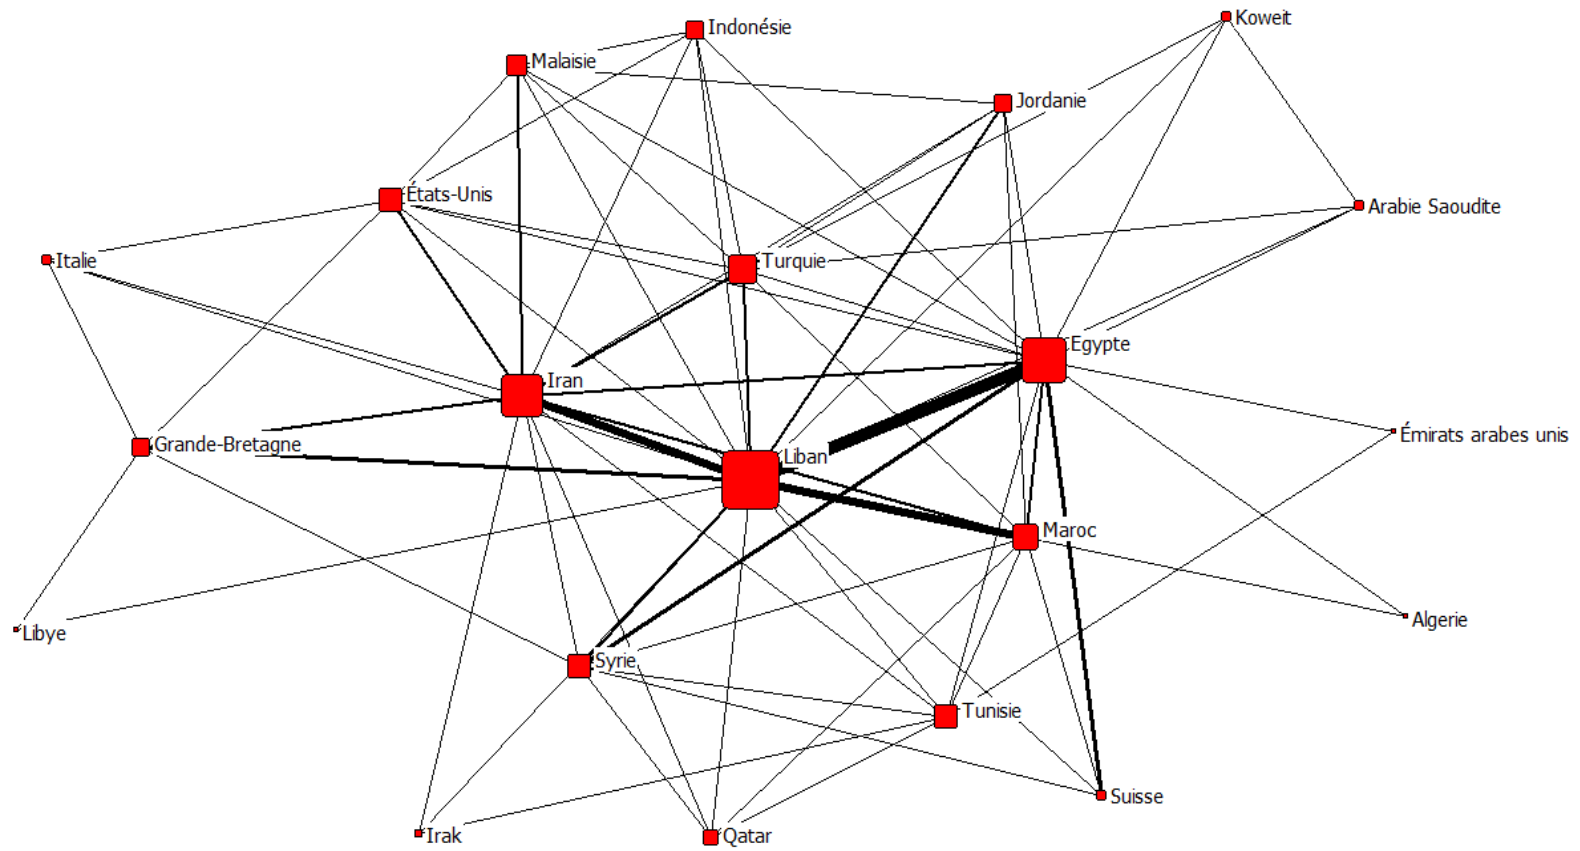 Koweit
Indonésie
Malaisie
Jordanie
États-Unis
Arabie Saoudite
Italie
Turquie
Egypte
Iran
Émirats arabes unis
Grande-Bretagne
Liban
Maroc
Algerie
Libye
Syrie
Tunisie
Suisse
Irak
Qatar